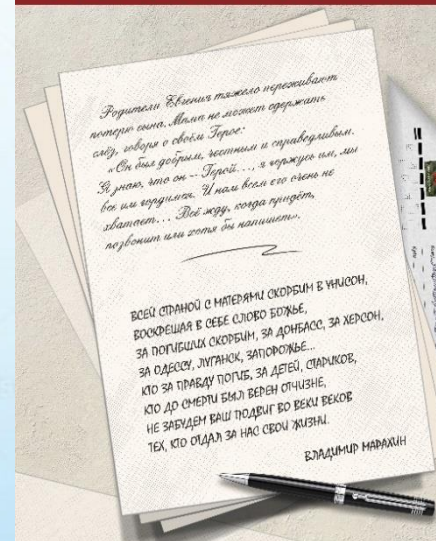 Родители Евгения тяжело переживают
потерю сына. Мама не может сдержать
слёз, говоря о своём Герое:
«Он был добрым, честным и справедливым.
Я знаю, что он – Герой…, я горжусь им, мы
все им гордимся. И нам всем его очень не
хватает… Всё жду, когда придёт,
позвонит или хотя бы напишет».
ВСЕЙ СТРАНОЙ С МАТЕРЯМИ СКОРБИМ В УНИСОН,
ВОСКРЕШАЯ В СЕБЕ СЛОВО БОЖЬЕ,
ЗА ПОГИБШИХ СКОРБИМ, ЗА ДОНБАСС, ЗА ХЕРСОН,
ЗА ОДЕССУ, ЛУГАНСК, ЗАПОРОЖЬЕ...
КТО ЗА ПРАВДУ ПОГИБ, ЗА ДЕТЕЙ, СТАРИКОВ,
КТО ДО СМЕРТИ БЫЛ ВЕРЕН ОТЧИЗНЕ,
НЕ ЗАБУДЕМ ВАШ ПОДВИГ ВО ВЕКИ ВЕКОВ
ТЕХ, КТО ОТДАЛ ЗА НАС СВОИ ЖИЗНИ.
ВЛАДИМИР МАРАХИН